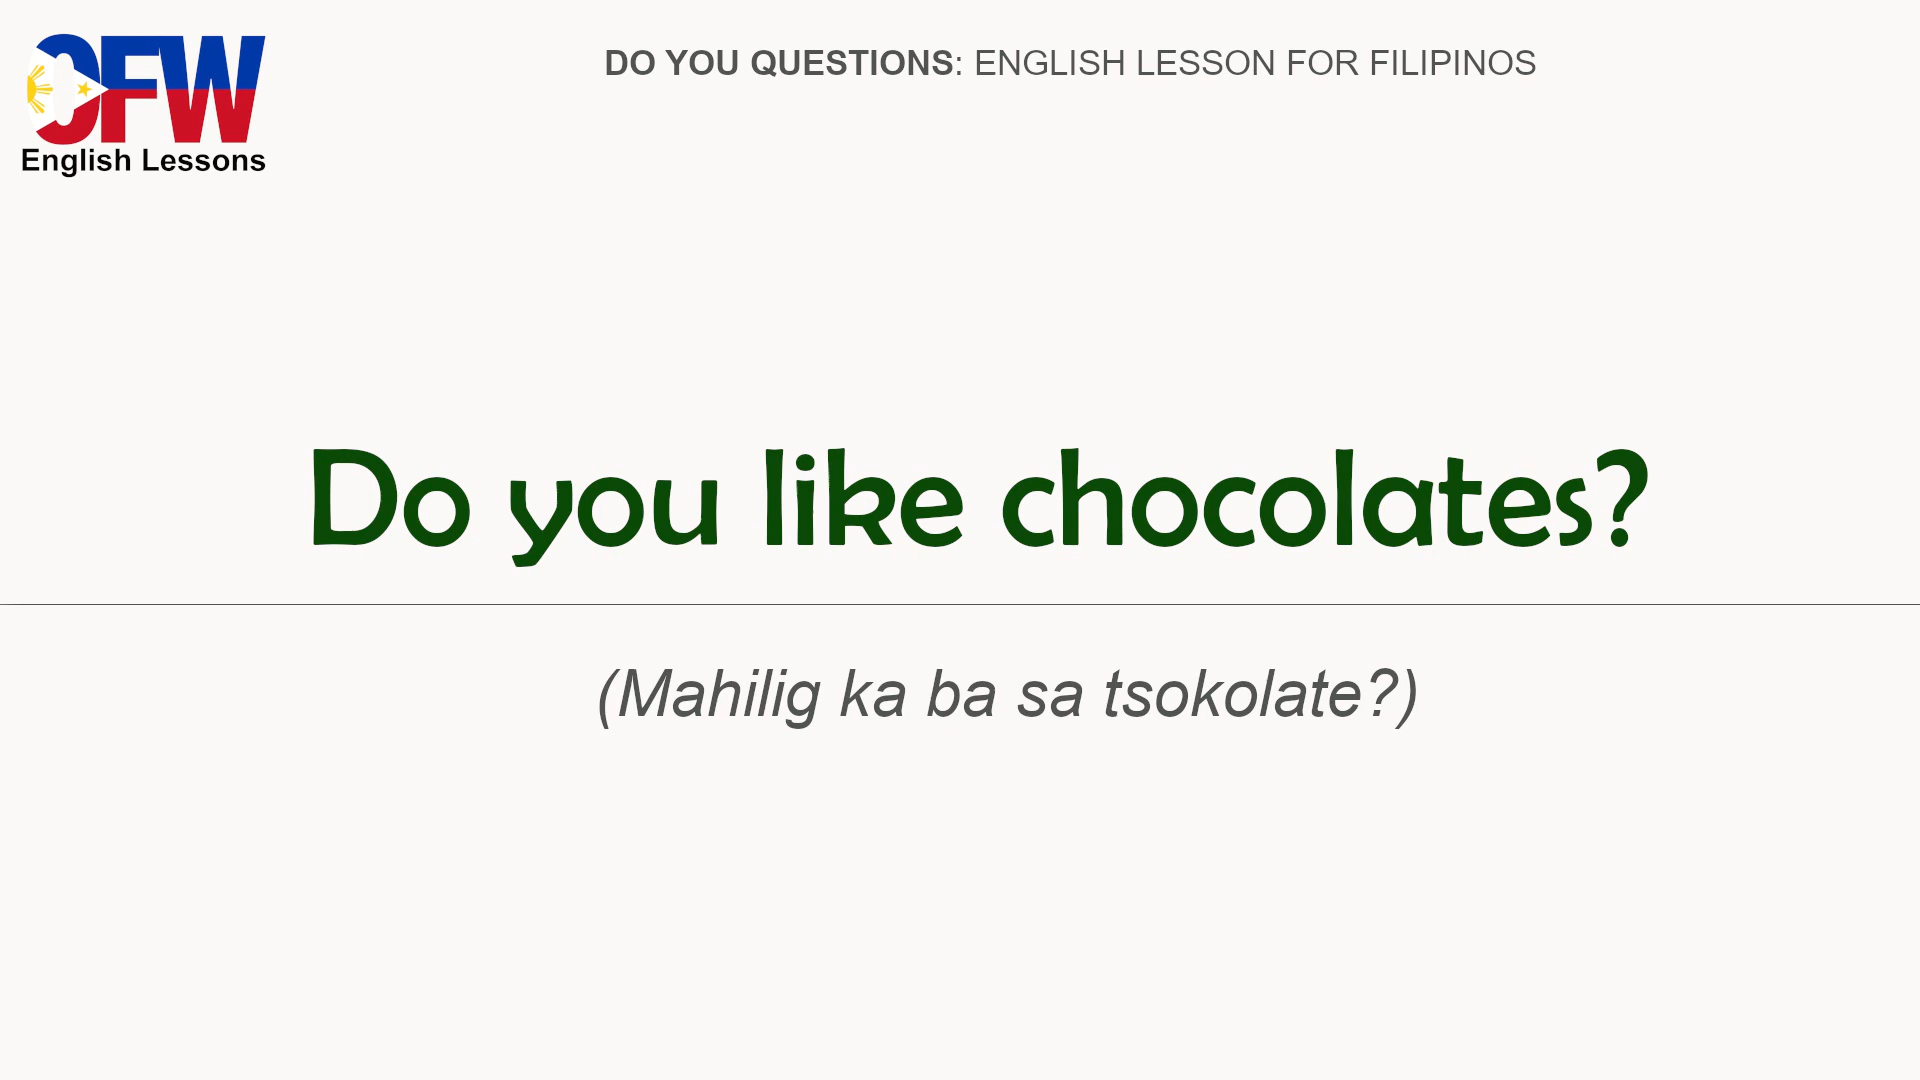 OFW
English Lessons
DO YOU QUESTIONS: ENGLISH LESSON FOR FILIPINOS
Do you like chocolates?
(Mahilig ka ba sa tsokolate?)